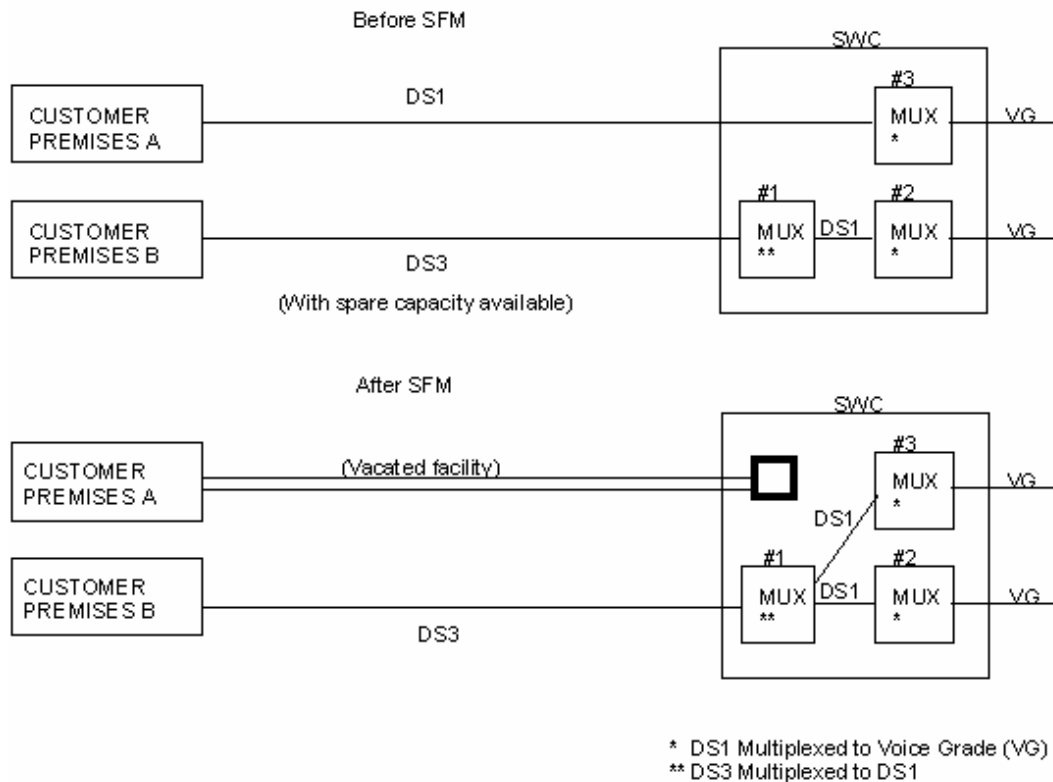 Before SFM
SWC
#3
DS1
CUSTOMER
PREMISES A
MUX
*
VG
#1
#2
CUSTOMER
PREMISES B
MUX
**
DS1
MUX
*
VG
DS3
(With spare capacity available)
After SFM
SWC
#3
(Vacated facility)
CUSTOMER
PREMISES A
MUX
*
VG
DS1
#1
#2
CUSTOMER
PREMISES B
MUX
**
DS1
MUX
*
VG
DS3
* DS1 Multiplexed to Voice Grade (VG)
** DS3 Multiplexed to DS1